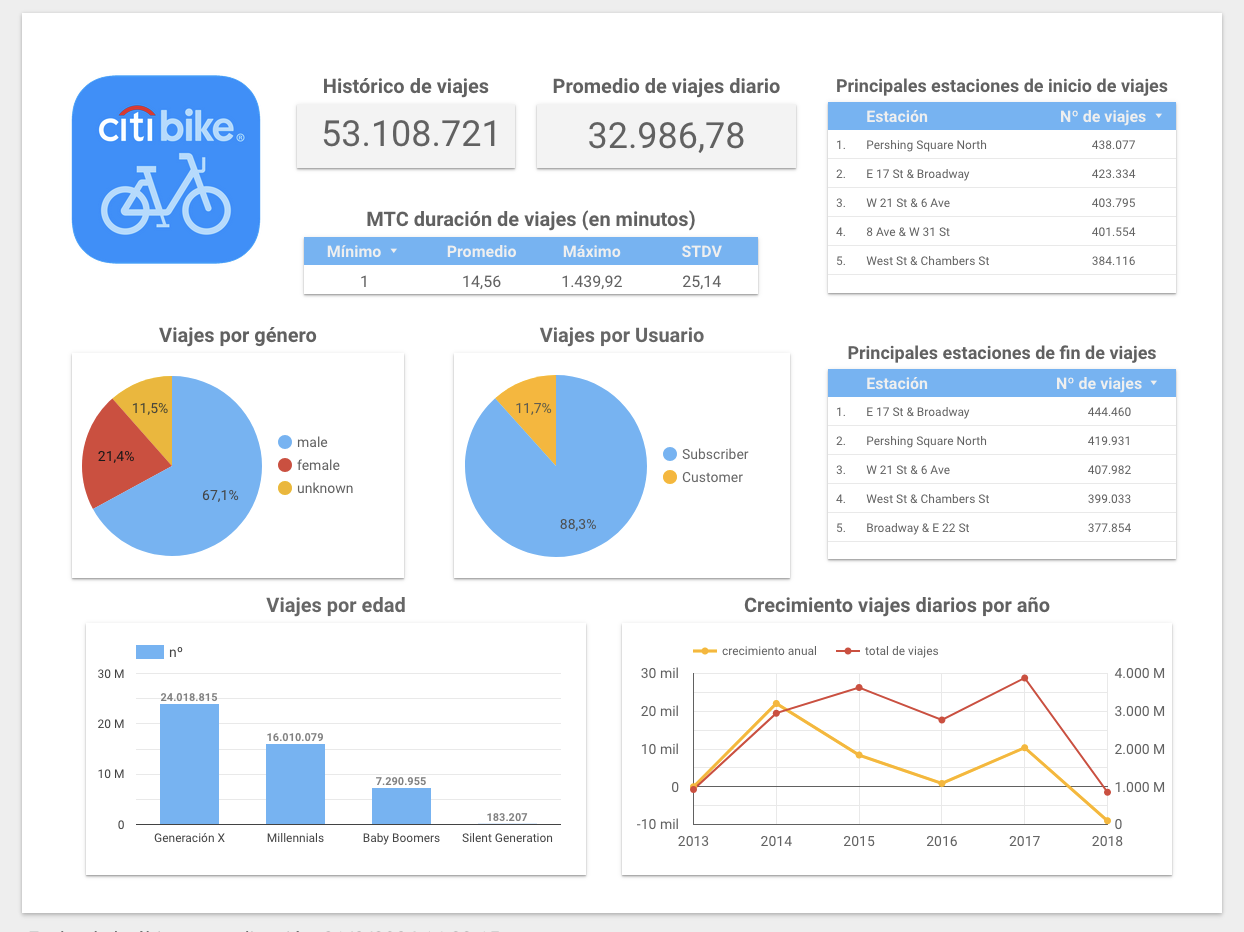 citi bike®
Histórico de viajes
53.108.721
Promedio de viajes diario
32.986,78
MTC duración de viajes (en minutos)
Mínimo Promedio Máximo STDV
1 14,56 1.439,92 25,14
Principales estaciones de inicio de viajes
Estación Nº de viajes
1. Pershing Square North 438.077
2. E 17 St & Broadway 423.334
3. W 21 St & 6 Ave 403.795
4. 8 Ave & W 31 St 401.554
5. West St & Chambers St 384.116
Viajes por género
11,5%
21,4%
67,1%
male
female
unknown
Viajes por Usuario
11,7%
88,3%
Subscriber
Customer
Principales estaciones de fin de viajes
Estación Nº de viajes
1. E 17 St & Broadway 444.460
2. Pershing Square North 419.931
3. W 21 St & 6 Ave 407.982
4. West St & Chambers St 399.033
5. Broadway & E 22 St 377.854
Viajes por edad
nº
30 M
20 M
10 M
0
24.018.815
16.010.079
7.290.955
183.207
Generación X Millennials Baby Boomers Silent Generation
Crecimiento viajes diarios por año
crecimiento anual total de viajes
30 mil
20 mil
10 mil
0
-10 mil
4.000 M
3.000 M
2.000 M
1.000 M
0
2013 2014 2015 2016 2017 2018